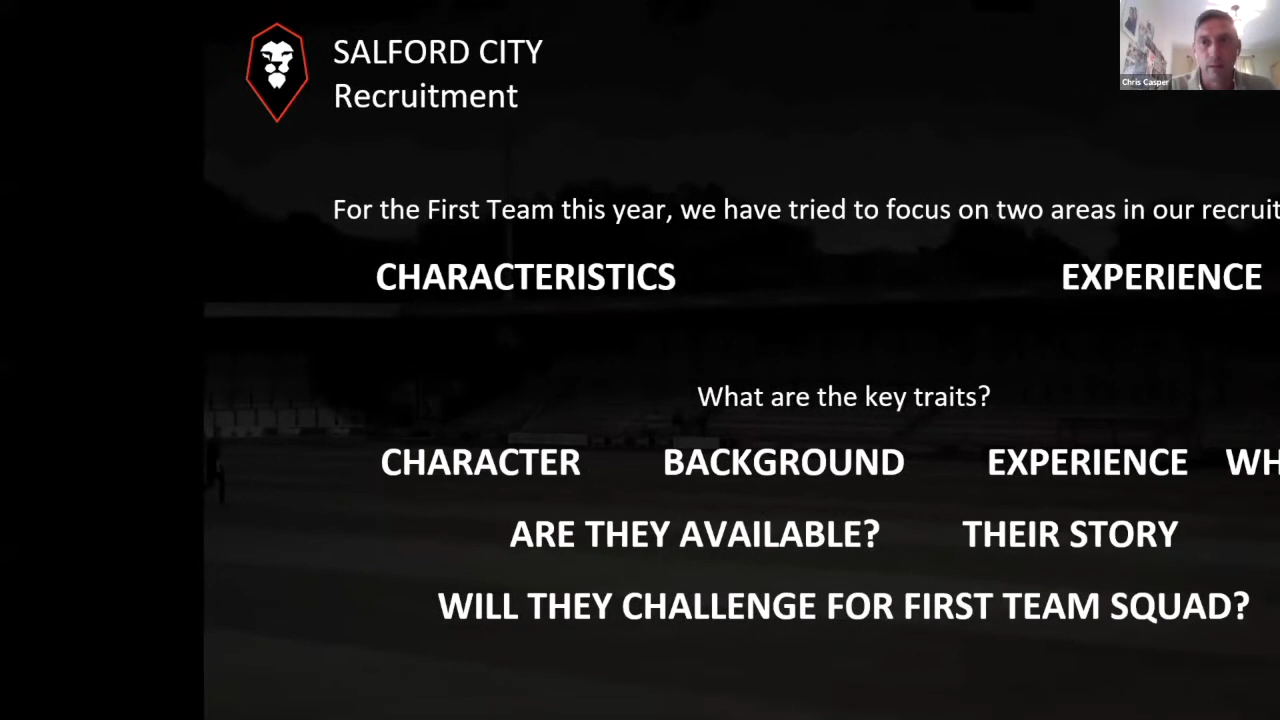 SALFORD CITY
Recruitment
Chris Casper
For the First Team this year, we have tried to focus on two areas in our recruit
CHARACTERISTICS EXPERIENCE
What are the key traits?
CHARACTER BACKGROUND EXPERIENCE WH
ARE THEY AVAILABLE? THEIR STORY
WILL THEY CHALLENGE FOR FIRST TEAM SQUAD?